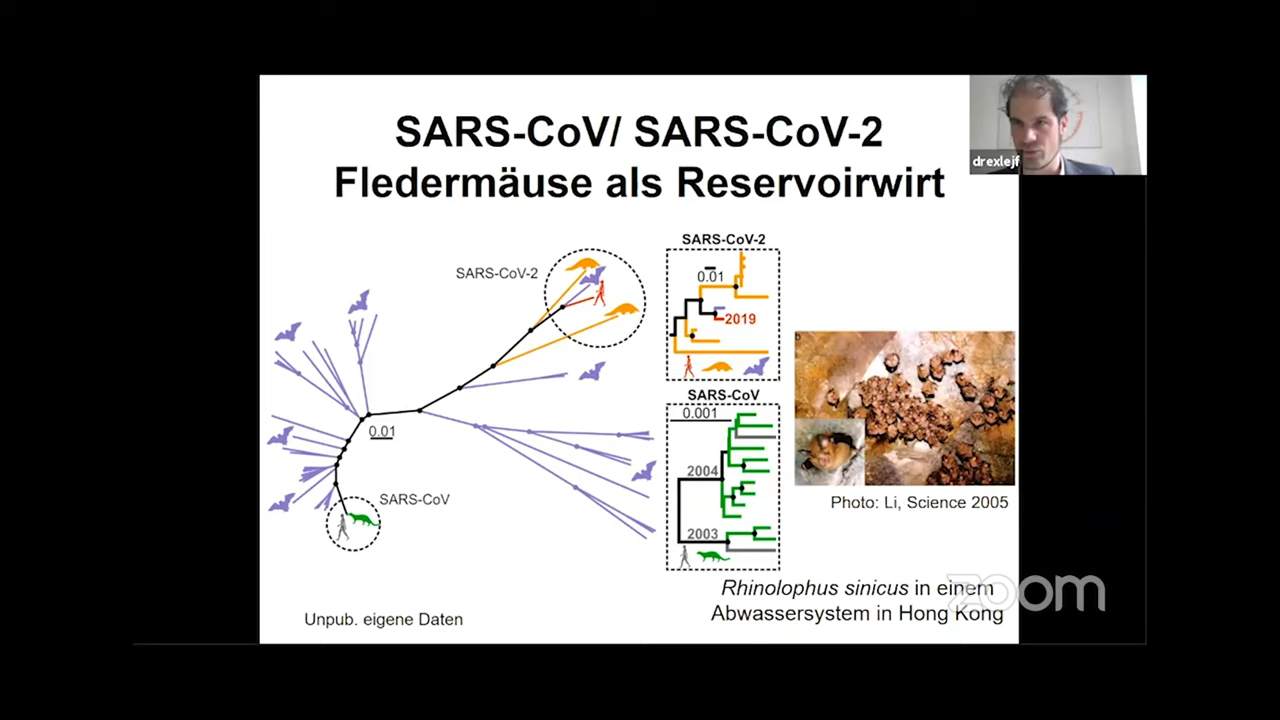 SARS-CoV/ SARS-CoV-2
Fledermäuse als Reservoirwirt
drexlejf
SARS-CoV-2
SARS-CoV-2
0.01
2019
SARS-CoV
0.001
2004
2003
0.01
SARS-CoV
b
Photo: Li, Science 2005
Rhinolophus sinicus in einem
Abwassersystem in Hong Kong
Unpub. eigene Daten
zoom